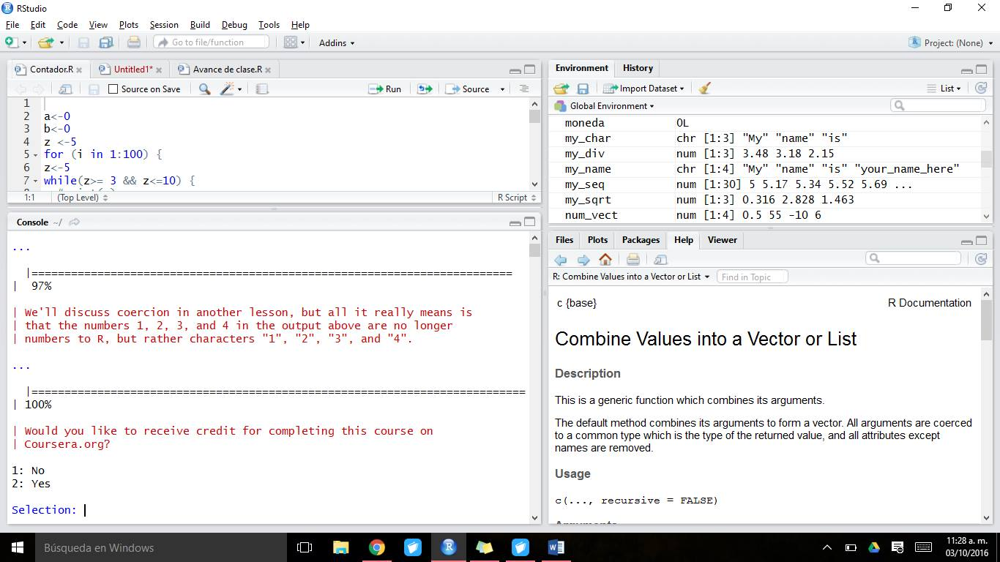 RStudio
File Edit Code View Plots Session Build Debug Tools Help
Go to file/function Addins Project: (None)
Contador.R Untitled1* Avance de clase.R
Source on Save Run Source
1
2 a<-0
3 b<-0
4 z <-5
5 for (i in 1:100) {
6 z<-5
7 while(z>= 3 && z<=10) {
1:1 (Top Level) R Script
Console ~/
...
|=========================================================================
| 97%
| We'll discuss coercion in another lesson, but all it really means is
| that the numbers 1, 2, 3, and 4 in the output above are no longer
| numbers to R, but rather characters "1", "2", "3", and "4".
...
|===========================================================================
| 100%
| Would you like to receive credit for completing this course on
| Coursera.org?
1: No
2: Yes
Selection:
Environment History
Import Dataset List
Global Environment
moneda 0L
my_char chr [1:3] "My" "name" "is"
my_div num [1:3] 3.48 3.18 2.15
my_name chr [1:4] "My" "name" "is" "your_name_here"
my_seq num [1:30] 5 5.17 5.34 5.52 5.69 ...
my_sqrt num [1:3] 0.316 2.828 1.463
num_vect num [1:4] 0.5 55 -10 6
Files Plots Packages Help Viewer
R: Combine Values into a Vector or List Find in Topic
c {base} R Documentation
Combine Values into a Vector or List
Description
This is a generic function which combines its arguments.
The default method combines its arguments to form a vector. All arguments are coerced
to a common type which is the type of the returned value, and all attributes except
names are removed.
Usage
c(..., recursive = FALSE)
Arguments
Búsqueda en Windows
11:28 a. m.
03/10/2016